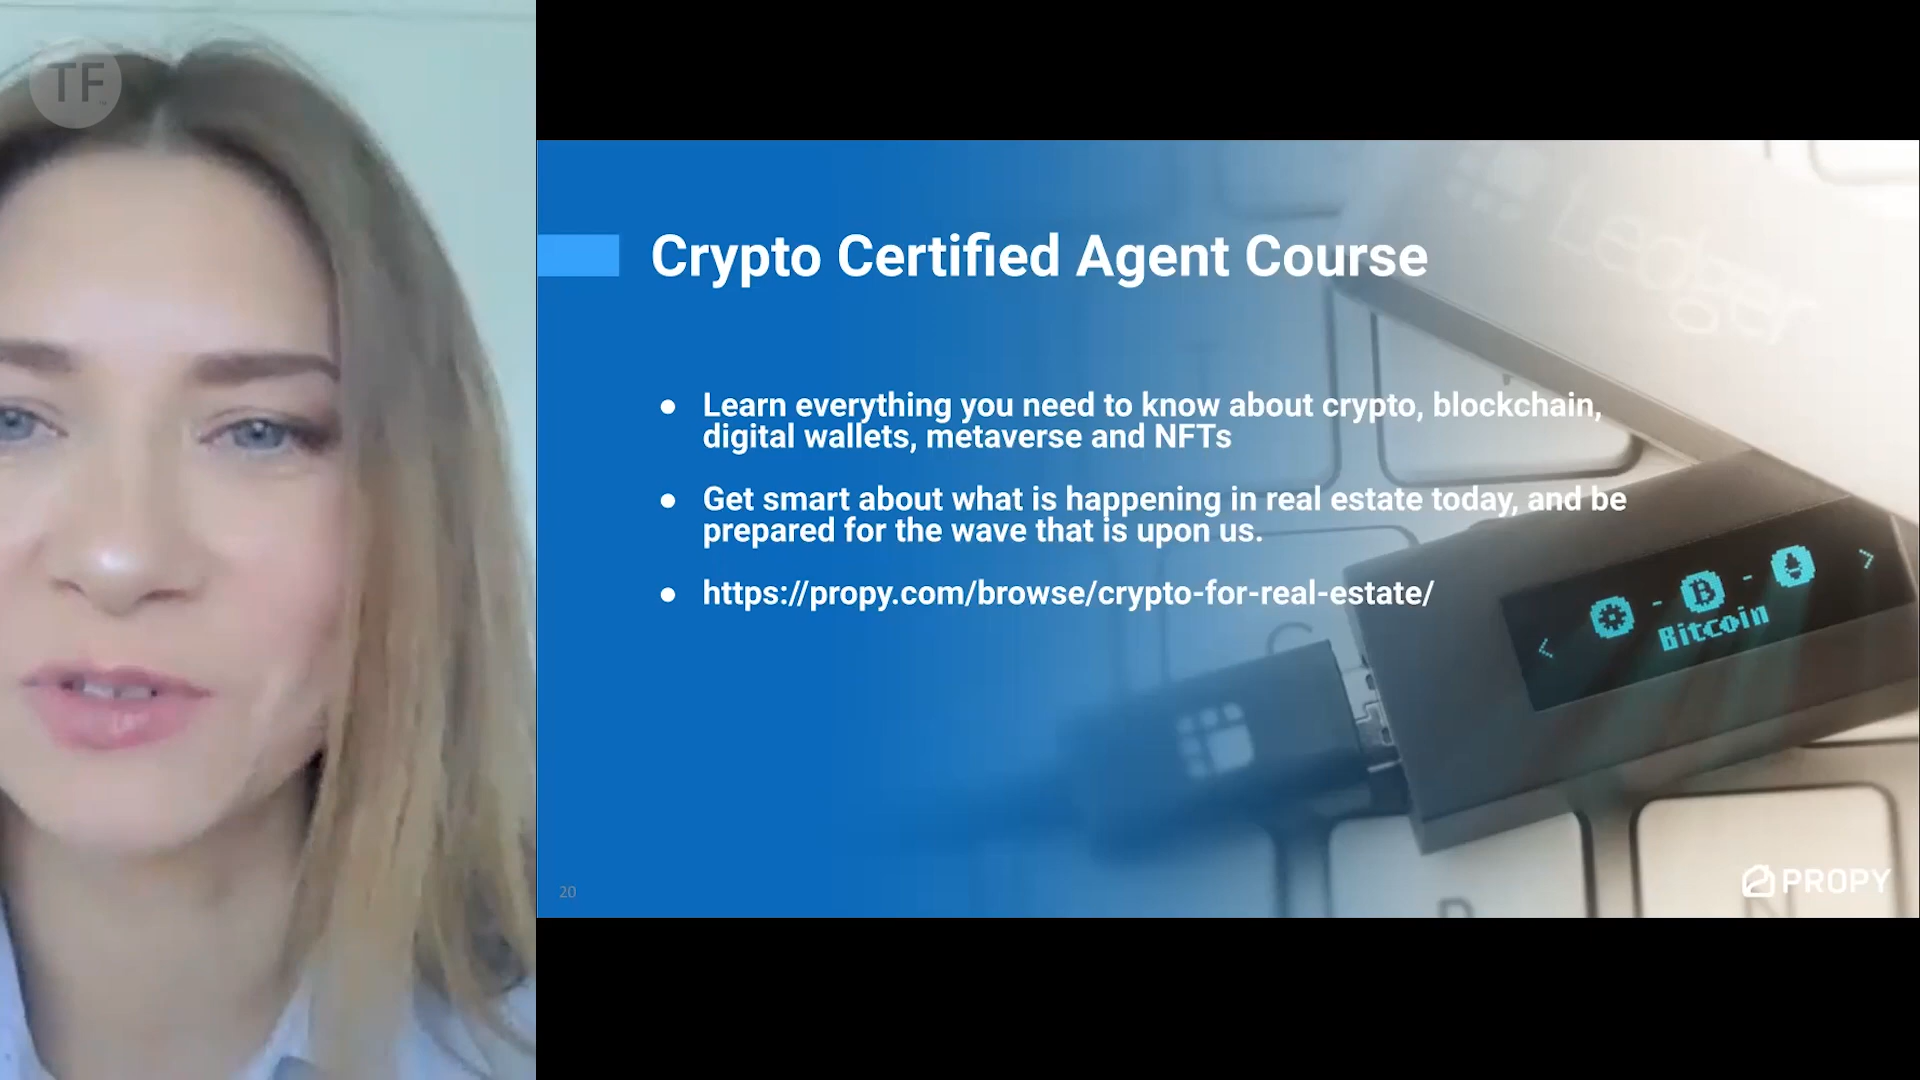 TF
Crypto Certified Agent Course
Ledger
● Learn everything you need to know about crypto, blockchain,
digital wallets, metaverse and NFTs
● Get smart about what is happening in real estate today, and be
prepared for the wave that is upon us.
● https://propy.com/browse/crypto-for-real-estate/
Bitcoin
20
PROPY